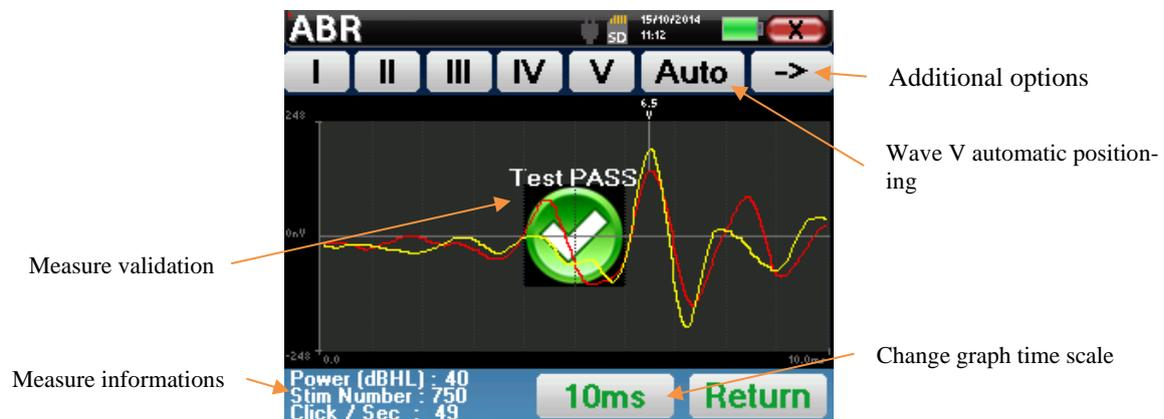 ABR
SD
15/10/2014
11:12
X
I II III IV V Auto ->
Additional options
6.5
V
248
Wave V automatic position-
ing
Test PASS
0nV
Measure validation
-248
0.0
10.0ms
Change graph time scale
Measure informations
Power (dBHL) : 40
Stim Number : 750
Click / Sec : 49
10ms
Return